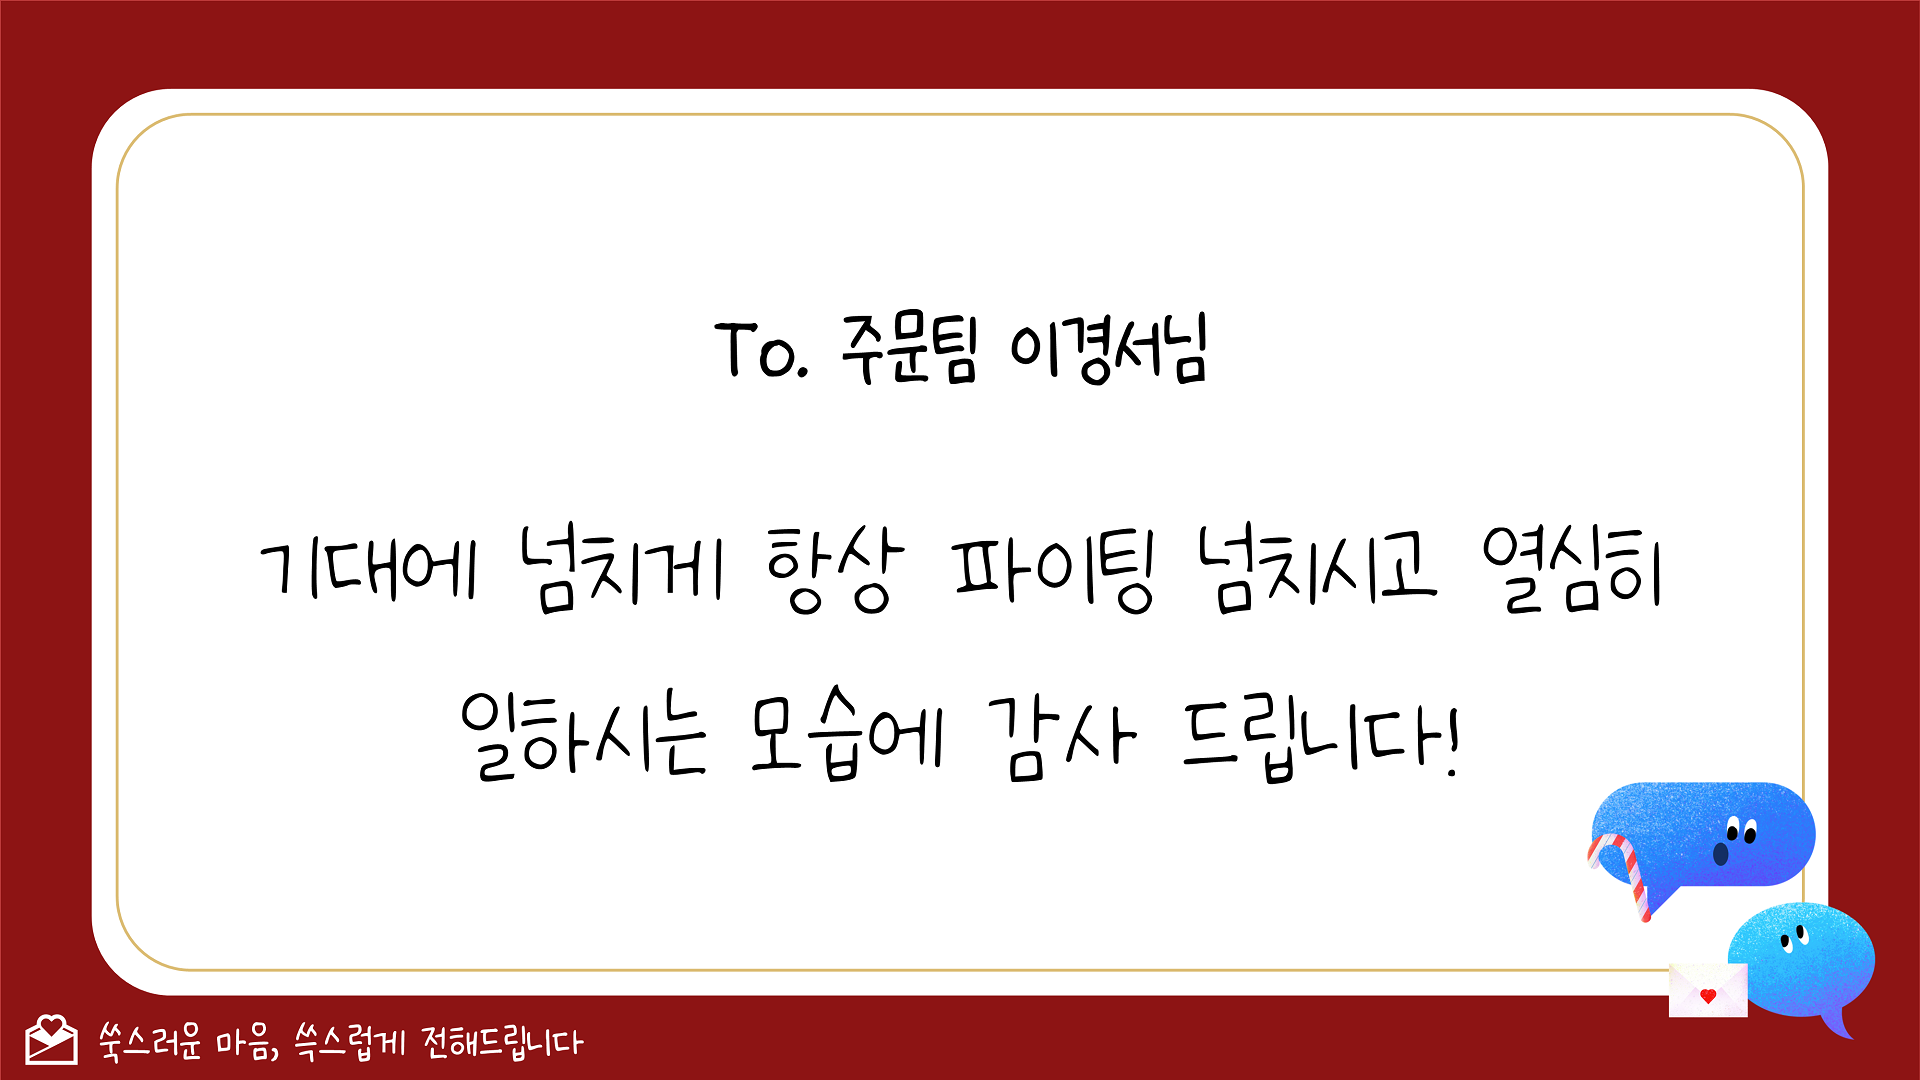 To. 주문팀 이경서님
기대에 넘치게 항상 파이팅 넘치시고 열심히
일하시는 모습에 감사 드립니다!
쑥스러운 마음, 쓱스럽게 전해드립니다